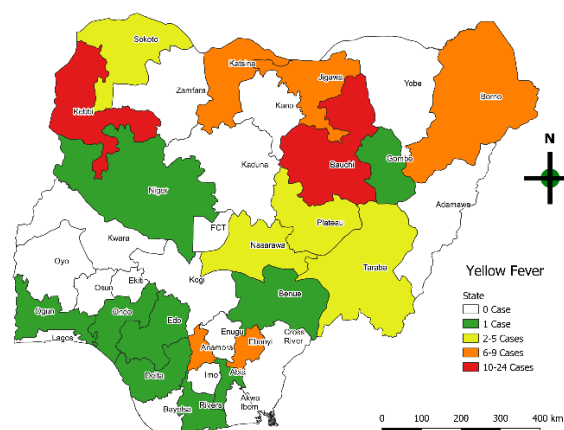 Sokoto
Katsina
Jigawa
Yobe
Borno
Zamfara
Kano
Kebbi
Bauchi
Gombe
Kaduna
Niger
Adamawa
Plateau
FCT
Kwara
Nasarawa
Taraba
Oyo
Kogi
Ekiti
Osun
Benue
Ogun
Ondo
Edo
Enugu
Cross
River
Lagos
Anambra
Ebonyi
Imo
Abia
Delta
Akwa
Ibom
Rivers
Bayelsa
N
Yellow Fever
State
0 Case
1 Case
2-5 Cases
6-9 Cases
10-24 Cases
0 100 200 300 400 km